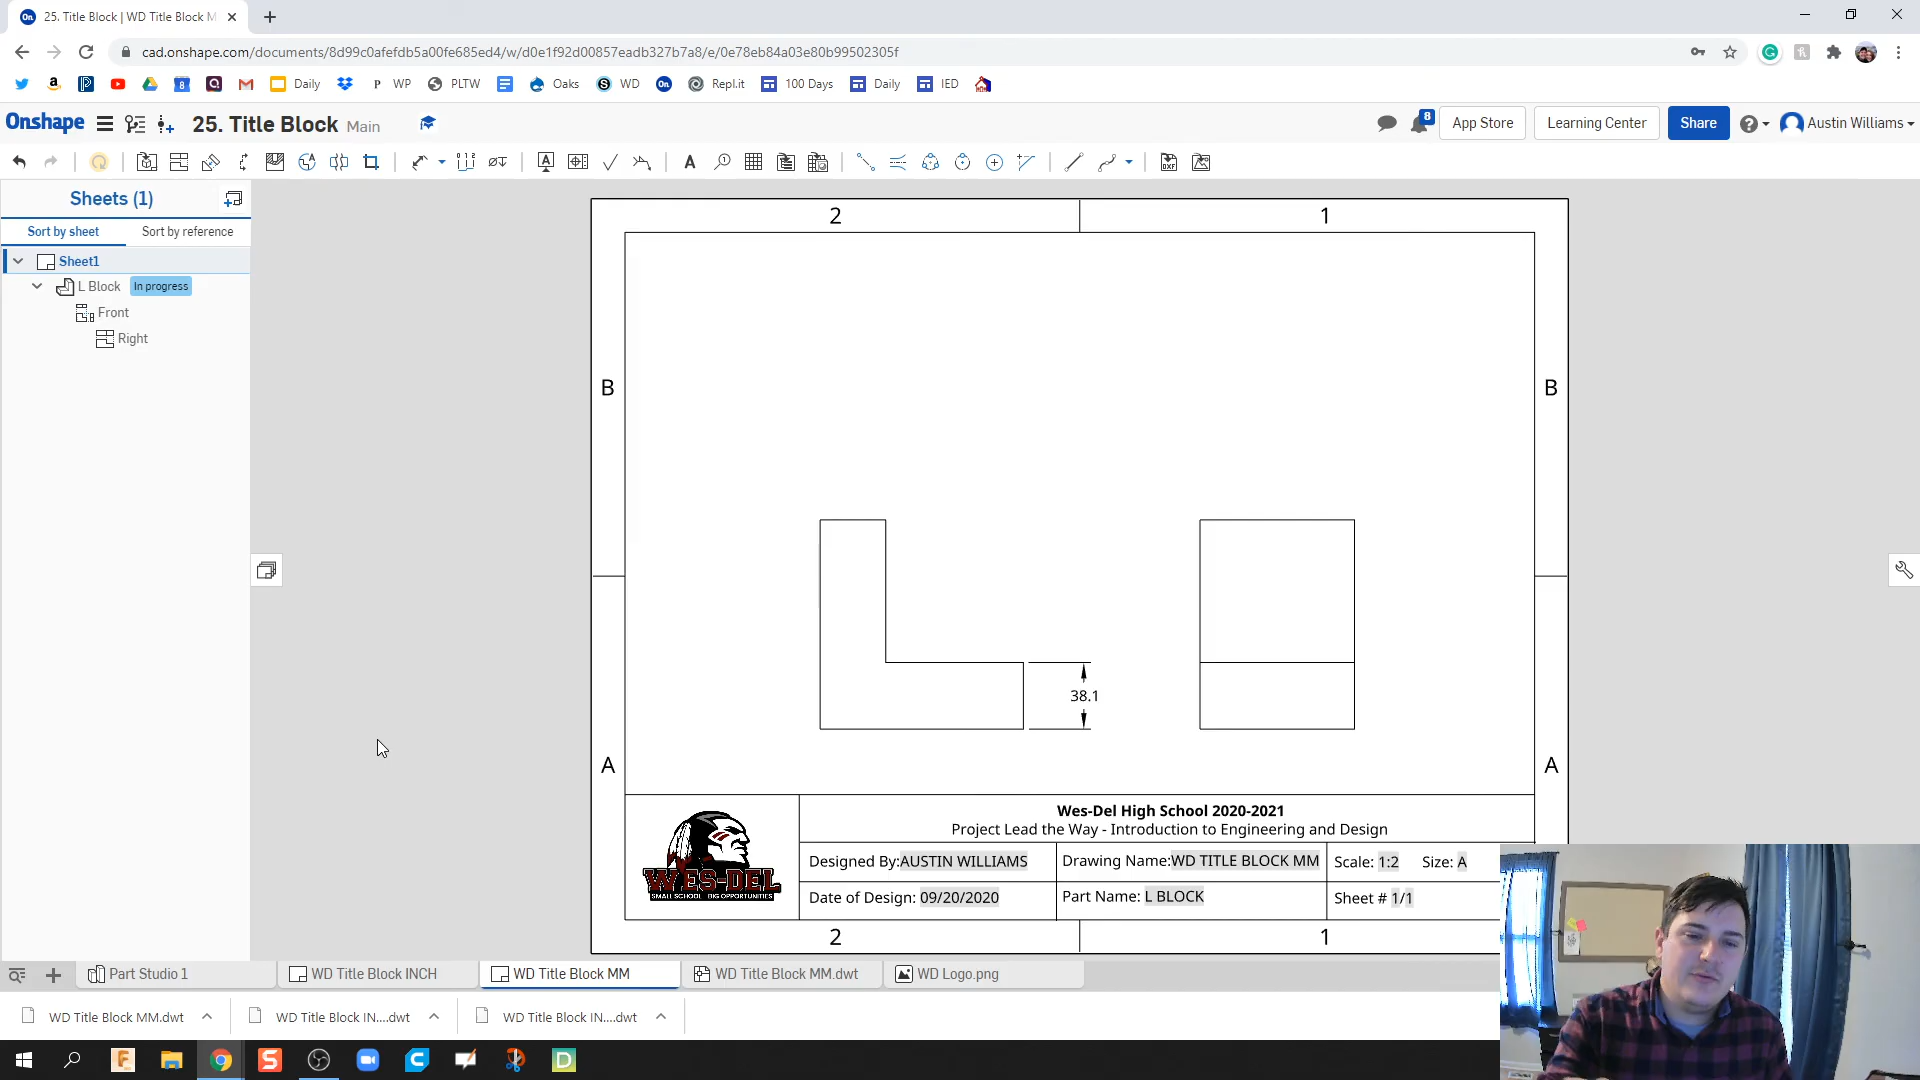 25. Title Block | WD Title Block M
cad.onshape.com/documents/8d99c0afefdb5a00fe685ed4/w/d0e1f92d00857eadb327b7a8/e/0e78eb84a03e80b99502305f
Daily
WP
PLTW
Oaks
WD
Repl.it
100 Days
Daily
IED
Onshape
25. Title Block Main
8
App Store
Learning Center
Share
Austin Williams
Sheets (1)
Sort by sheet
Sort by reference
Sheet1
L Block In progress
Front
Right
2 1
B B
38.1
A A
Wes-Del High School 2020-2021
Project Lead the Way - Introduction to Engineering and Design
WES-DEL
SMALL SCHOOL BIG OPPORTUNITIES
Designed By:AUSTIN WILLIAMS
Drawing Name:WD TITLE BLOCK MM
Scale: 1:2 Size: A
Date of Design: 09/20/2020
Part Name: L BLOCK
Sheet # 1/1
2 1
Part Studio 1
WD Title Block INCH
WD Title Block MM
WD Title Block MM.dwt
WD Logo.png
WD Title Block MM.dwt
WD Title Block IN....dwt
WD Title Block IN....dwt